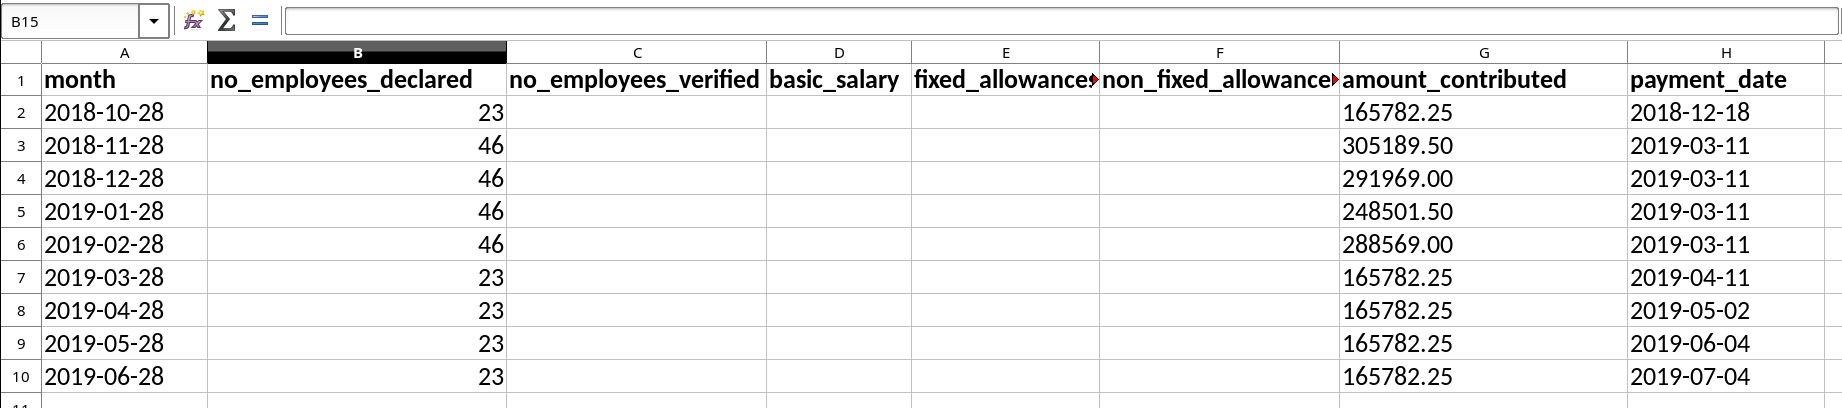 B15 fx Σ =
A B C D E F G H
1 month no_employees_declared no_employees_verified basic_salary fixed_allowances non_fixed_allowance amount_contributed payment_date
2 2018-10-28 23 165782.25 2018-12-18
3 2018-11-28 46 305189.50 2019-03-11
4 2018-12-28 46 291969.00 2019-03-11
5 2019-01-28 46 248501.50 2019-03-11
6 2019-02-28 46 288569.00 2019-03-11
7 2019-03-28 23 165782.25 2019-04-11
8 2019-04-28 23 165782.25 2019-05-02
9 2019-05-28 23 165782.25 2019-06-04
10 2019-06-28 23 165782.25 2019-07-04